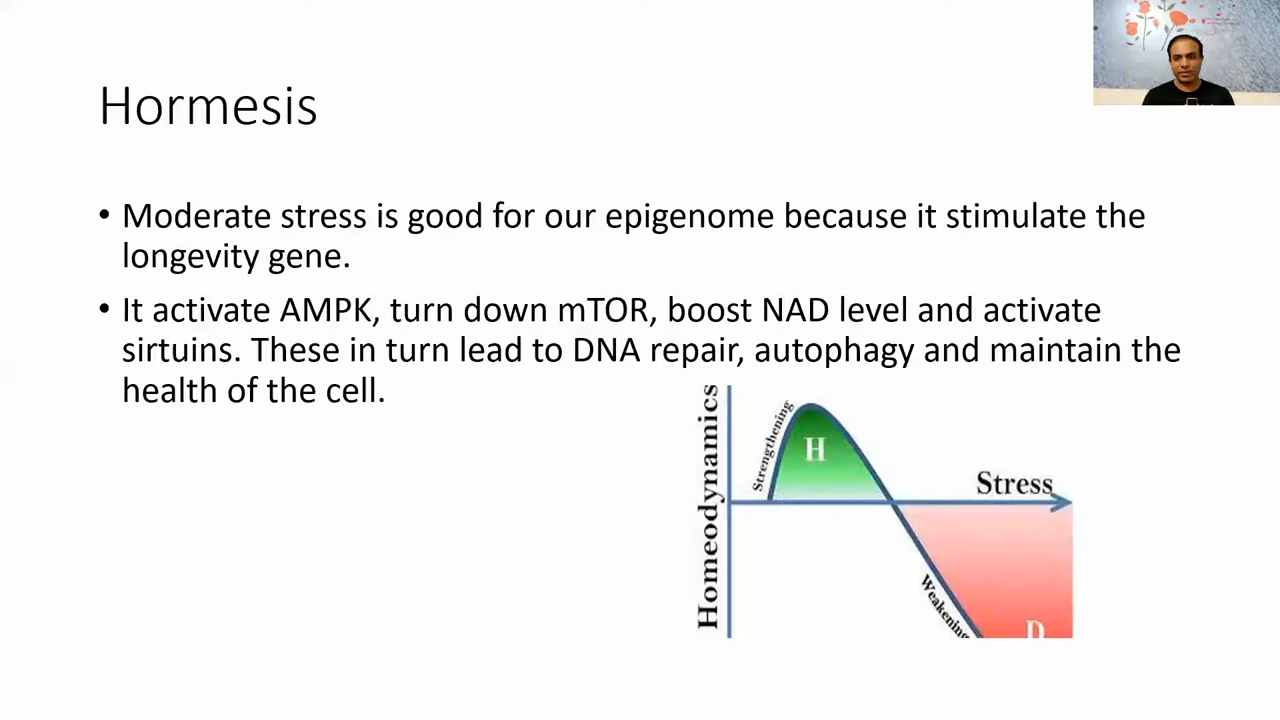 Hormesis
• Moderate stress is good for our epigenome because it stimulate the
longevity gene.
• It activate AMPK, turn down mTOR, boost NAD level and activate
sirtuins. These in turn lead to DNA repair, autophagy and maintain the
health of the cell.
Homeodynamics
Strengthening
H
Stress
Weakening
D